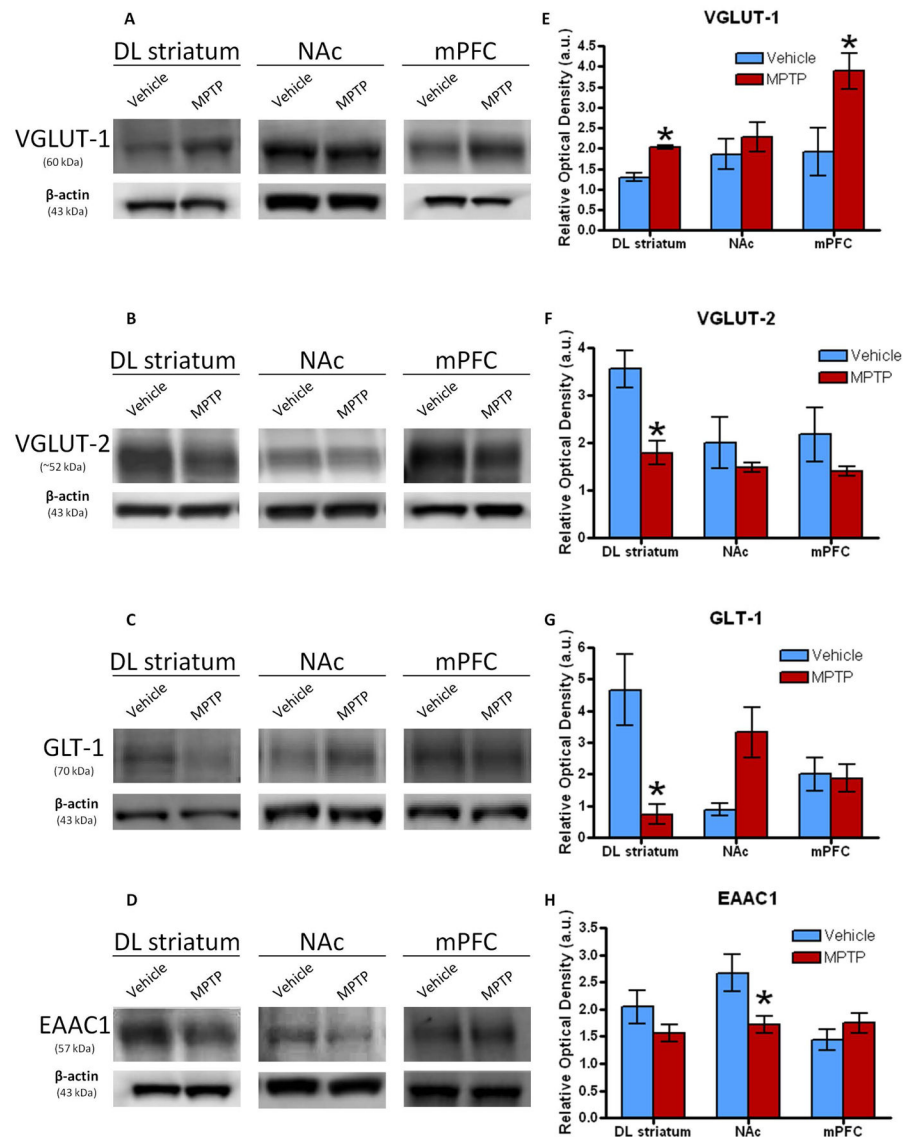 A
DL striatum NAc mPFC
Vehicle MPTP Vehicle MPTP Vehicle MPTP
VGLUT-1
(60 kDa)
β-actin
(43 kDa)
E
VGLUT-1
Relative Optical Density (a.u.)
5.0
4.5
4.0
3.5
3.0
2.5
2.0
1.5
1.0
0.5
0.0
Vehicle
MPTP
*
*
DL striatum NAc mPFC
B
DL striatum NAc mPFC
Vehicle MPTP Vehicle MPTP Vehicle MPTP
VGLUT-2
(~52 kDa)
β-actin
(43 kDa)
F
VGLUT-2
Relative Optical Density (a.u.)
4
3
2
1
0
Vehicle
MPTP
*
DL striatum NAc mPFC
C
DL striatum NAc mPFC
Vehicle MPTP Vehicle MPTP Vehicle MPTP
GLT-1
(70 kDa)
β-actin
(43 kDa)
G
GLT-1
Relative Optical Density (a.u.)
6
5
4
3
2
1
0
Vehicle
MPTP
*
DL striatum NAc mPFC
D
DL striatum NAc mPFC
Vehicle MPTP Vehicle MPTP Vehicle MPTP
EAAC1
(57 kDa)
β-actin
(43 kDa)
H
EAAC1
Relative Optical Density (a.u.)
3.5
3.0
2.5
2.0
1.5
1.0
0.5
0.0
Vehicle
MPTP
*
DL striatum NAc mPFC